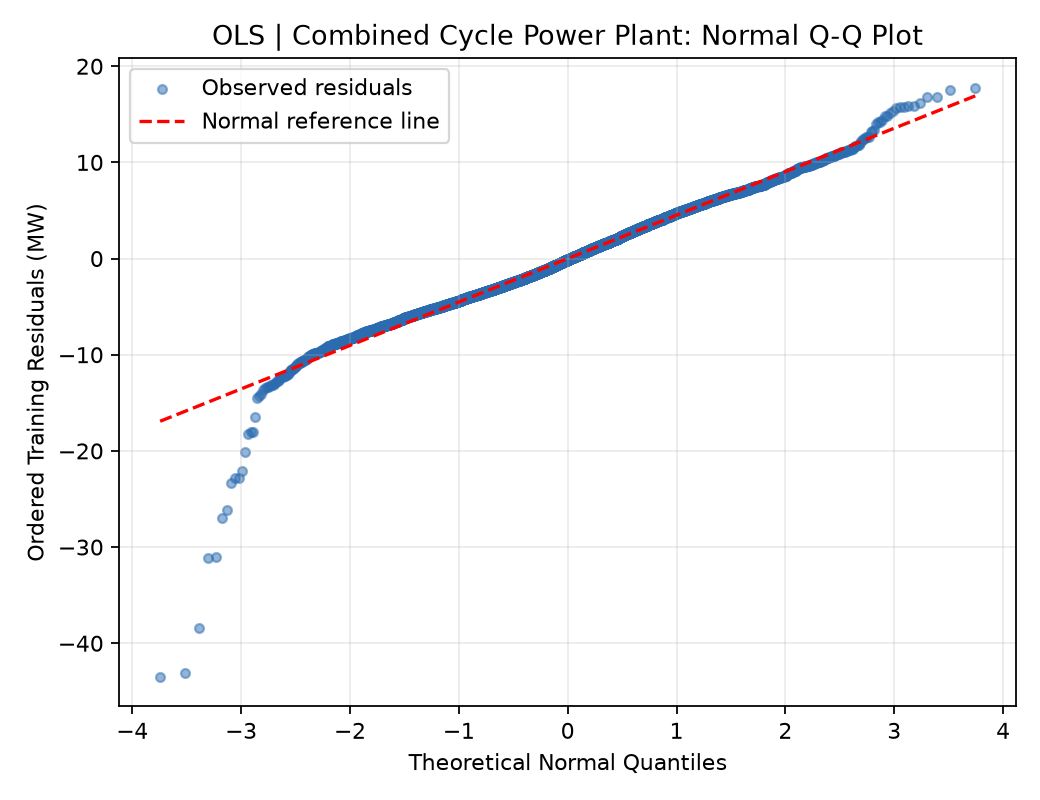 OLS | Combined Cycle Power Plant: Normal Q-Q Plot
Observed residuals
Normal reference line
20
10
0
−10
−20
−30
−40
Ordered Training Residuals (MW)
−4 −3 −2 −1 0 1 2 3 4
Theoretical Normal Quantiles